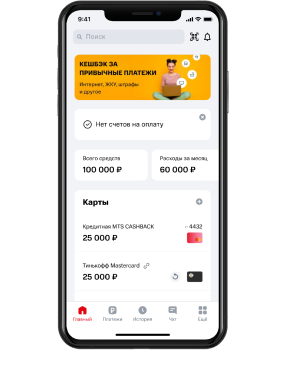 9:41
Поиск
КЕШБЭК ЗА
ПРИВЫЧНЫЕ ПЛАТЕЖИ
Интернет, ЖКУ, штрафы
и другое
Нет счетов на оплату
Всего средств
100 000 ₽
Расходы за месяц
60 000 ₽
Карты
Кредитная MTS CASHBACK
4432
25 000 ₽
Тинькофф Mastercard
25 000 ₽
Главный
Платежи
История
Чат
Ещё